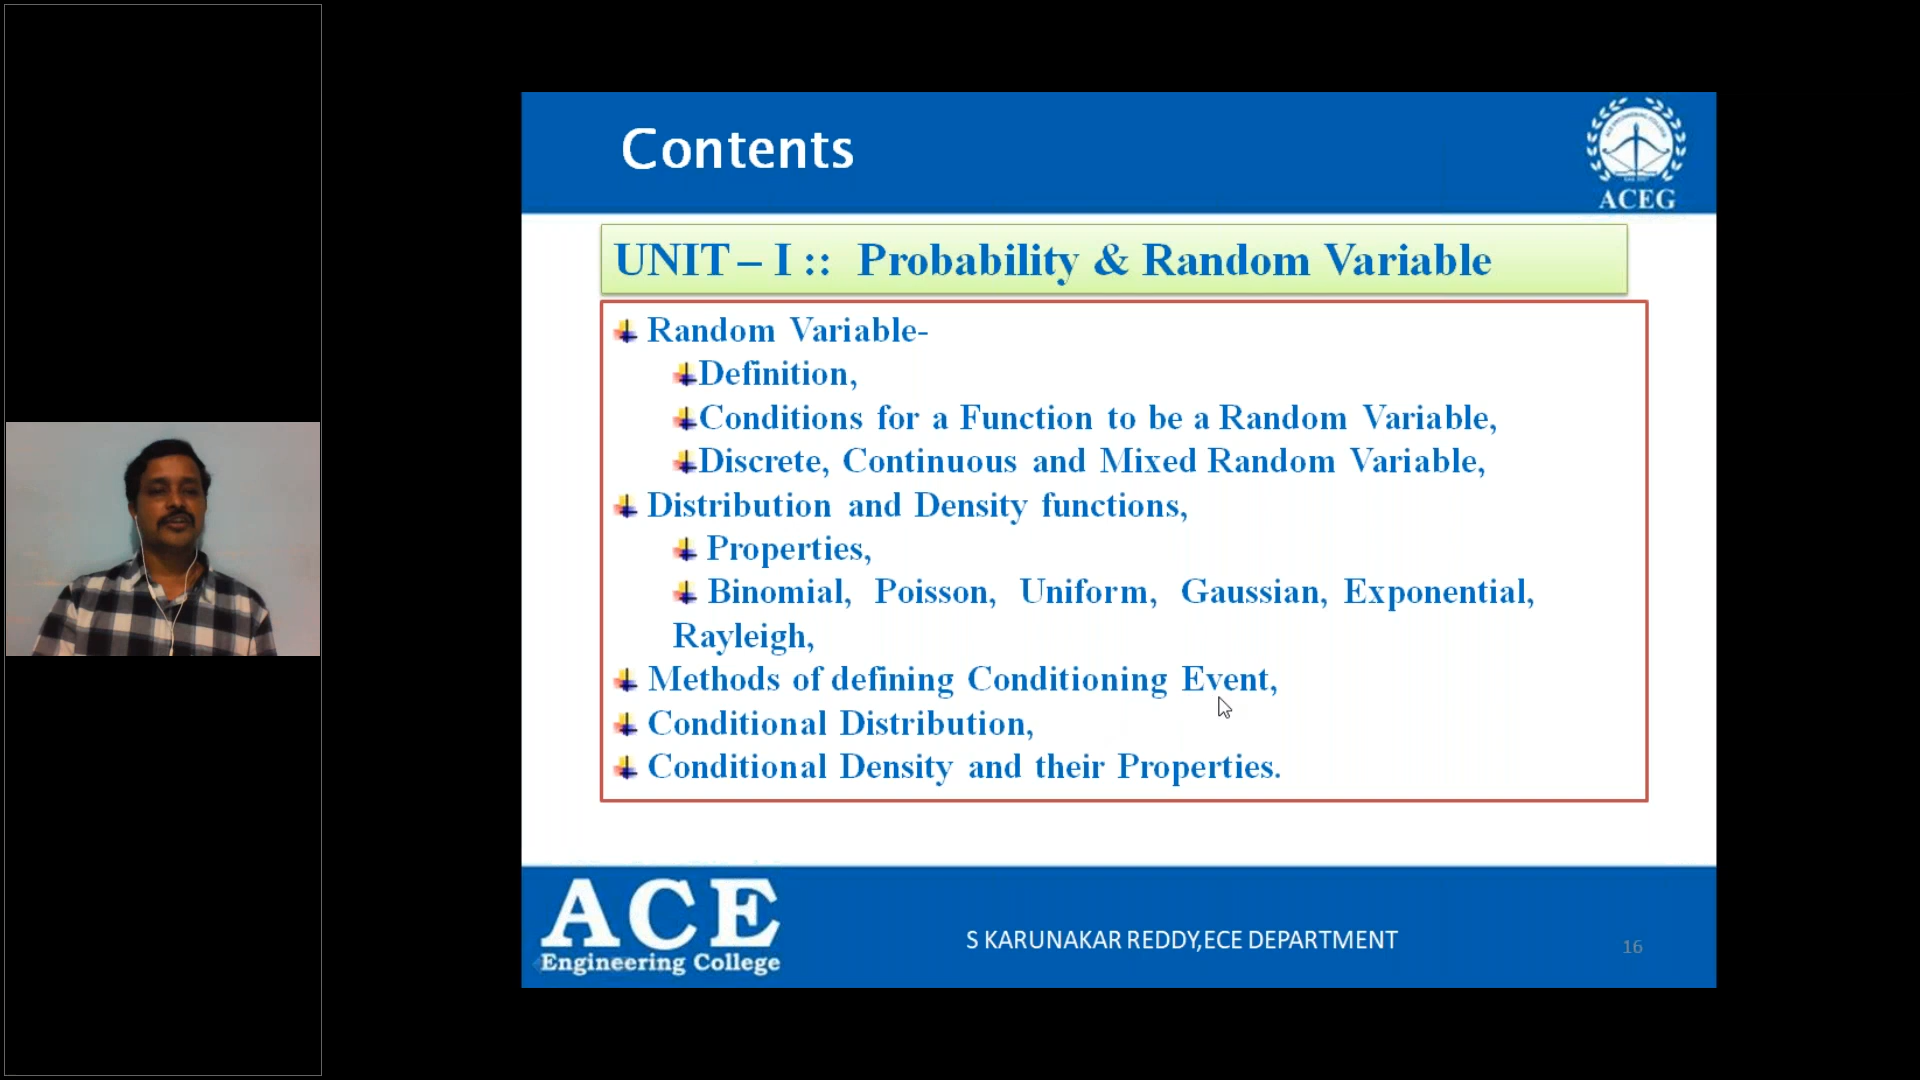 Contents
ACEG
UNIT – I :: Probability & Random Variable
Random Variable-
Definition,
Conditions for a Function to be a Random Variable,
Discrete, Continuous and Mixed Random Variable,
Distribution and Density functions,
Properties,
Binomial, Poisson, Uniform, Gaussian, Exponential,
Rayleigh,
Methods of defining Conditioning Event,
Conditional Distribution,
Conditional Density and their Properties.
ACE
Engineering College
S KARUNAKAR REDDY,ECE DEPARTMENT
16